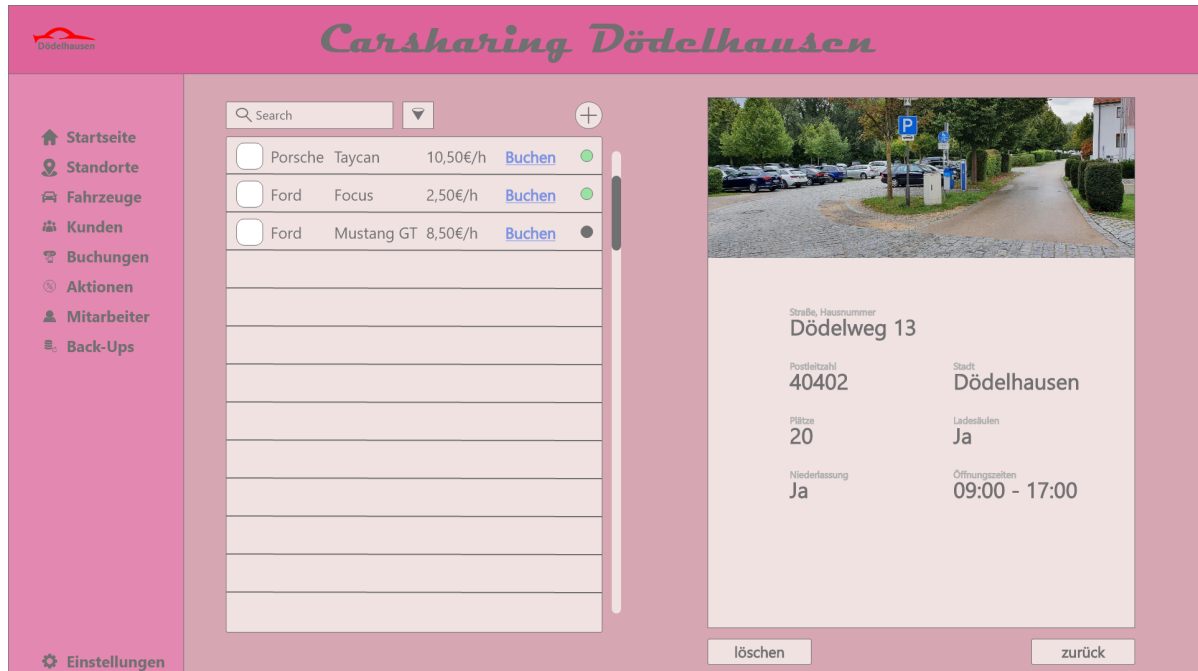 Dödelhausen
Carsharing Dödelhausen
Startseite
Standorte
Fahrzeuge
Kunden
Buchungen
Aktionen
Mitarbeiter
Back-Ups
Einstellungen
Search
Porsche Taycan 10,50€/h Buchen
Ford Focus 2,50€/h Buchen
Ford Mustang GT 8,50€/h Buchen
P
Straße, Hausnummer
Dödelweg 13
Postleitzahl Stadt
40402 Dödelhausen
Plätze Ladesäulen
20 Ja
Niederlassung Öffnungszeiten
Ja 09:00 - 17:00
löschen zurück